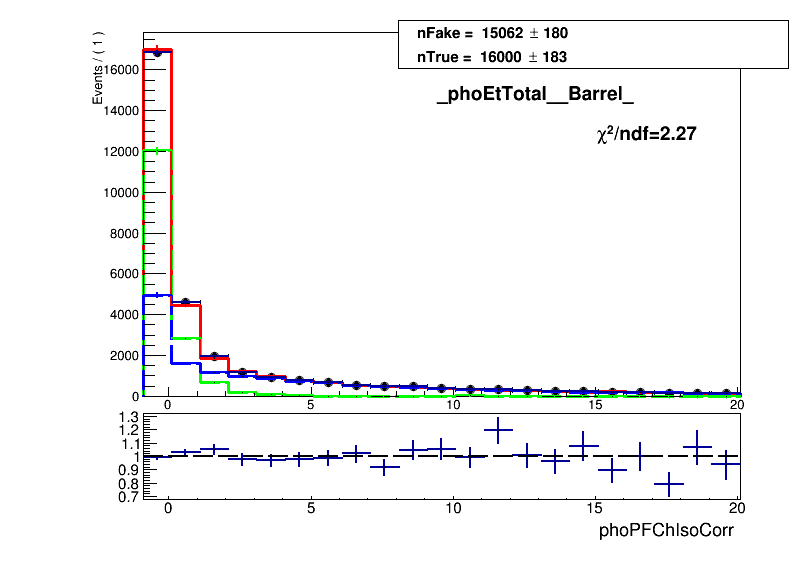 nFake = 15062 ± 180
nTrue = 16000 ± 183
_phoEtTotal__Barrel_
χ²/ndf=2.27
Events / ( 1 )
16000
14000
12000
10000
8000
6000
4000
2000
0
0 5 10 15 20
1.3
1.2
1.1
1
0.9
0.8
0.7
0 5 10 15 20
phoPFChIsoCorr